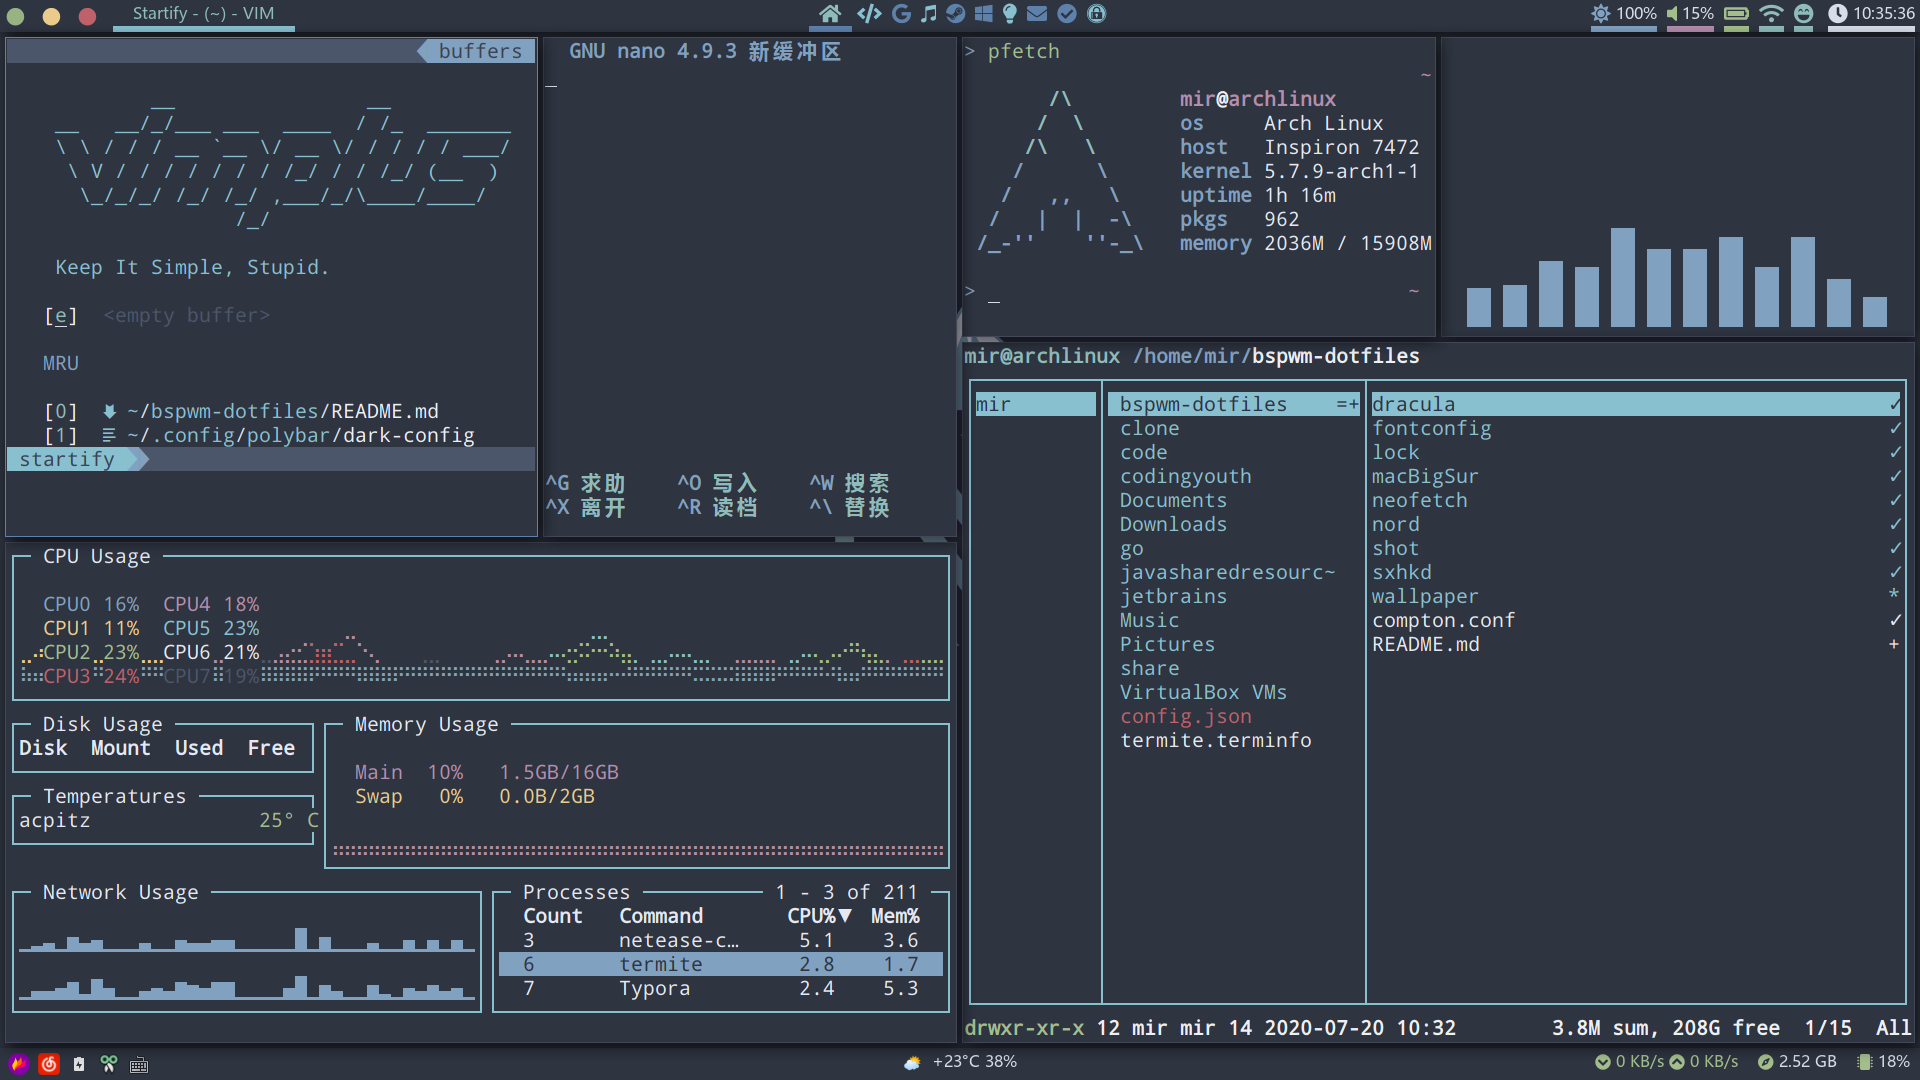 Startify - (~) - VIM
100% 15% 10:35:36
buffers
Keep It Simple, Stupid.
[e] <empty buffer>
MRU
[0] ~/bspwm-dotfiles/README.md
[1] ~/.config/polybar/dark-config
startify
GNU nano 4.9.3 新缓冲区
^G 求助 ^O 写入 ^W 搜索
^X 离开 ^R 读档 ^\ 替换
> pfetch
~
mir@archlinux
os Arch Linux
host Inspiron 7472
kernel 5.7.9-arch1-1
uptime 1h 16m
pkgs 962
memory 2036M / 15908M
> _ ~
CPU Usage
CPU0 16% CPU4 18%
CPU1 11% CPU5 23%
CPU2 23% CPU6 21%
CPU3 24% CPU7 19%
Disk Usage
Disk Mount Used Free
Temperatures
acpitz 25° C
Memory Usage
Main 10% 1.5GB/16GB
Swap 0% 0.0B/2GB
Network Usage
Processes 1 - 3 of 211
Count Command CPU%▼ Mem%
3 netease-c… 5.1 3.6
6 termite 2.8 1.7
7 Typora 2.4 5.3
mir@archlinux /home/mir/bspwm-dotfiles
mir
bspwm-dotfiles =+
clone
code
codingyouth
Documents
Downloads
go
javasharedresourc~
jetbrains
Music
Pictures
share
VirtualBox VMs
config.json
termite.terminfo
dracula ✓
fontconfig ✓
lock ✓
macBigSur ✓
neofetch ✓
nord ✓
shot ✓
sxhkd ✓
wallpaper *
compton.conf ✓
README.md +
drwxr-xr-x 12 mir mir 14 2020-07-20 10:32 3.8M sum, 208G free 1/15 All
+23°C 38%
0 KB/s 0 KB/s 2.52 GB 18%